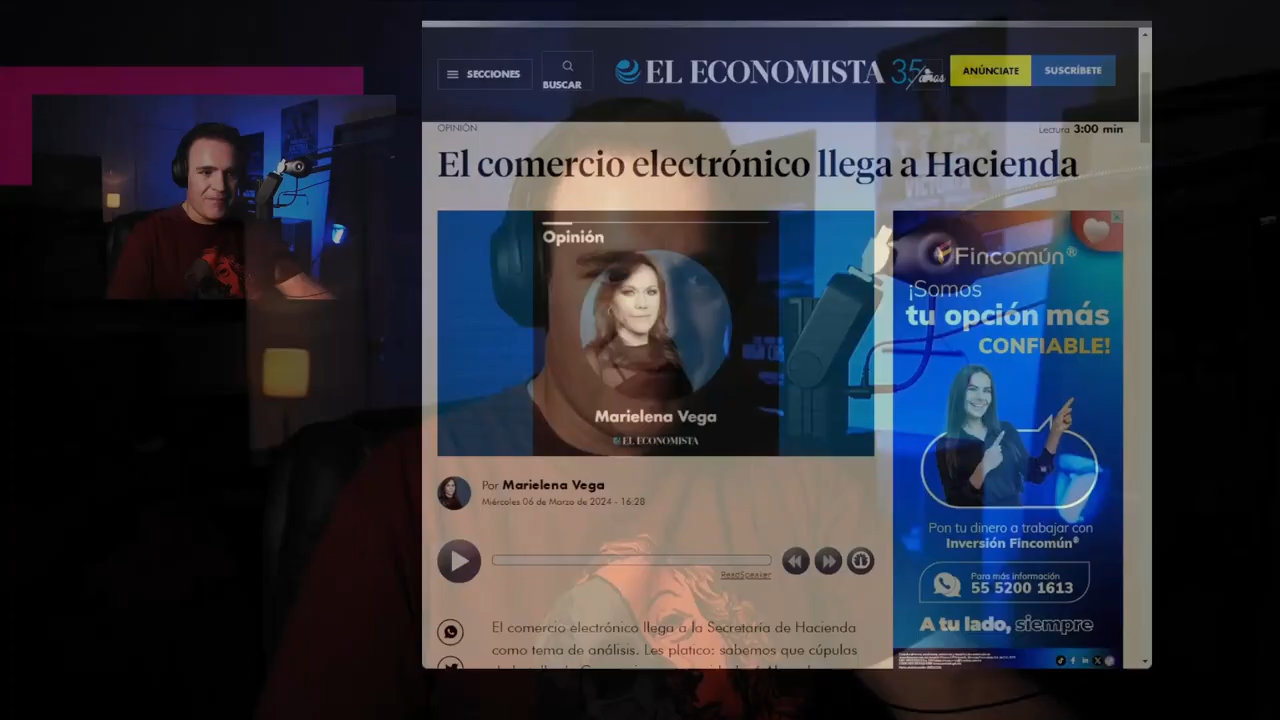 SECCIONES
BUSCAR
EL ECONOMISTA
35 años
ANÚNCIATE
SUSCRÍBETE
OPINIÓN
Lectura 3:00 min
El comercio electrónico llega a Hacienda
Opinión
Marielena Vega
EL ECONOMISTA
Por Marielena Vega
Miércoles 06 de Marzo de 2024 - 16:28
ReadSpeaker
El comercio electrónico llega a la Secretaría de Hacienda
como tema de análisis. Les platico: sabemos que cúpulas
Fincomún®
¡Somos
tu opción más
CONFIABLE!
Pon tu dinero a trabajar con
Inversión Fincomún®
Para más información
55 5200 1613
A tu lado, siempre